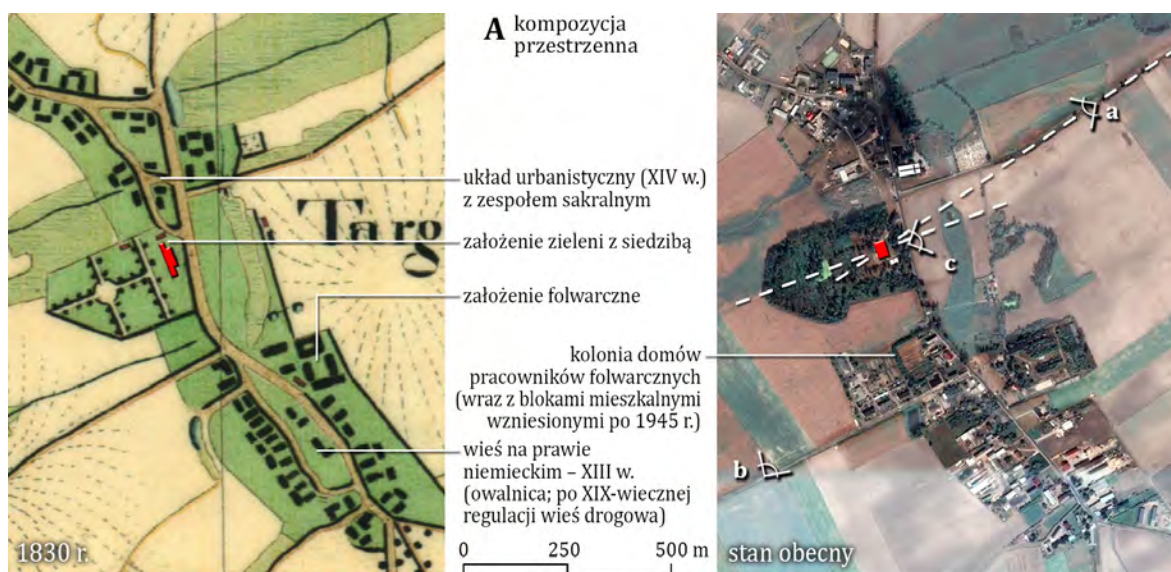 A kompozycja
przestrzenna
układ urbanistyczny (XIV w.)
z zespołem sakralnym
Targ
założenie zieleni z siedzibą
założenie folwarczne
kolonia domów
pracowników folwarcznych
(wraz z blokami mieszkalnymi
wzniesionymi po 1945 r.)
wieś na prawie
niemieckim – XIII w.
(owalnica; po XIX-wiecznej
regulacji wieś drogowa)
0 250 500 m
1830 r.
stan obecny
a
c
b